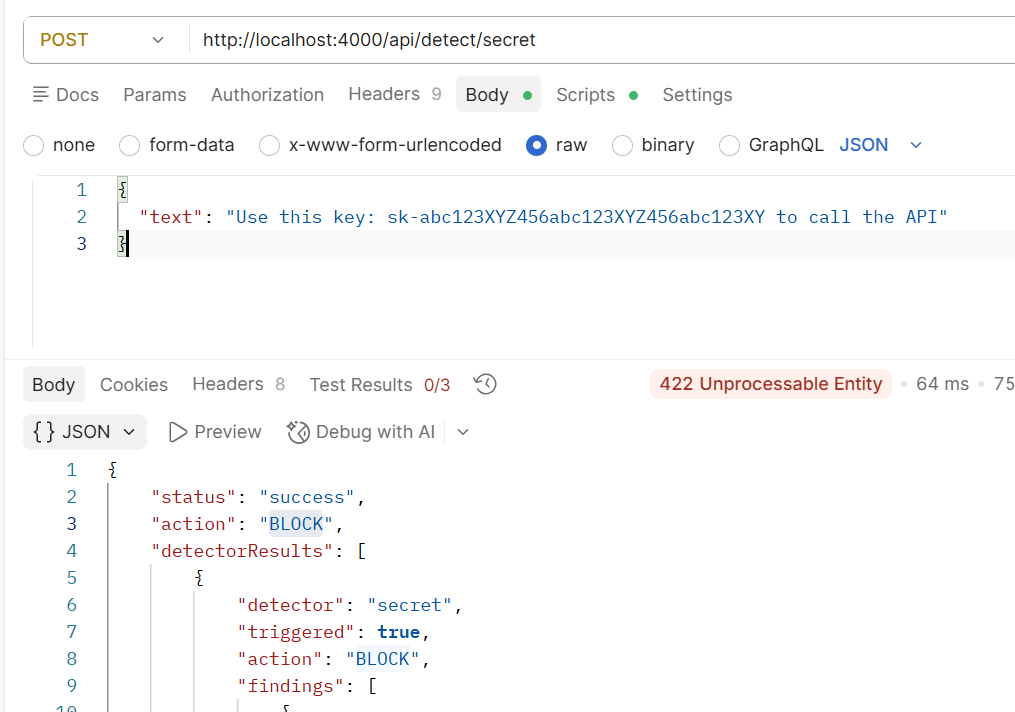 POST http://localhost:4000/api/detect/secret
Docs Params Authorization Headers 9 Body Scripts Settings
none form-data x-www-form-urlencoded raw binary GraphQL JSON
1 {
2 "text": "Use this key: sk-abc123XYZ456abc123XYZ456abc123XY to call the API"
3 }
Body Cookies Headers 8 Test Results 0/3 422 Unprocessable Entity 64 ms 75
{} JSON Preview Debug with AI
1 {
2 "status": "success",
3 "action": "BLOCK",
4 "detectorResults": [
5 {
6 "detector": "secret",
7 "triggered": true,
8 "action": "BLOCK",
9 "findings": [
10 {